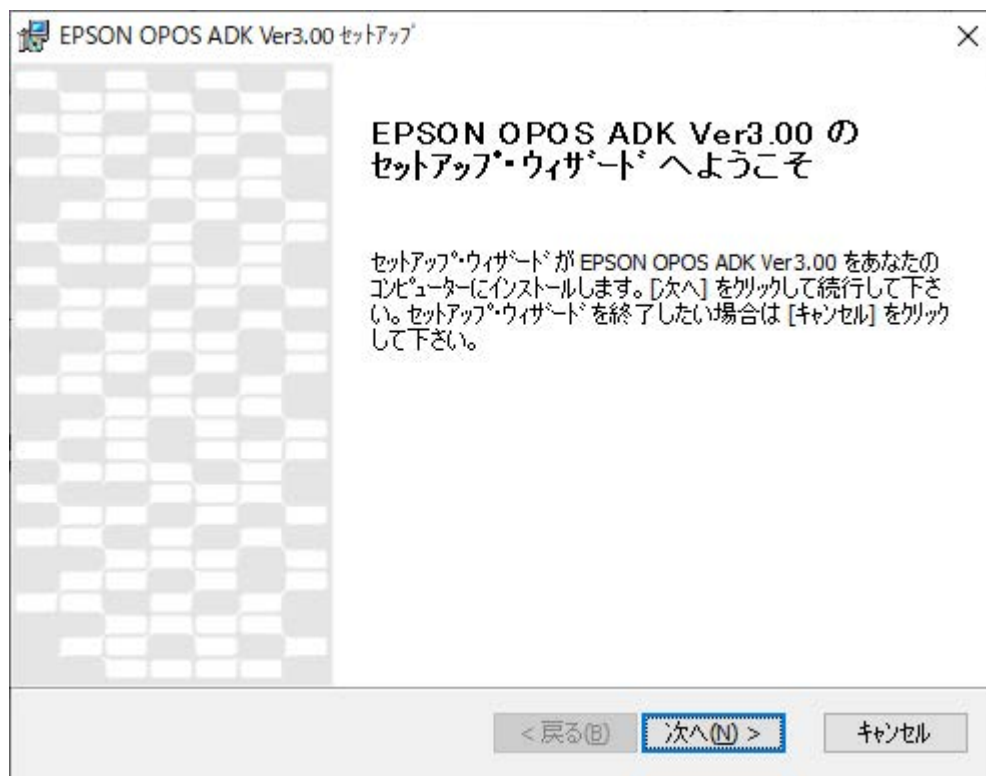 EPSON OPOS ADK Ver3.00 ｾｯﾄｱｯﾌﾟ
EPSON OPOS ADK Ver3.00 の
ｾｯﾄｱｯﾌﾟ・ｳｨｻﾞｰﾄﾞ へようこそ
ｾｯﾄｱｯﾌﾟ・ｳｨｻﾞｰﾄﾞ が EPSON OPOS ADK Ver3.00 をあなたの
ｺﾝﾋﾟｭｰﾀｰにｲﾝｽﾄｰﾙします。[次へ] をｸﾘｯｸして続行して下さ
い。ｾｯﾄｱｯﾌﾟ・ｳｨｻﾞｰﾄﾞ を終了したい場合は [ｷｬﾝｾﾙ] をｸﾘｯｸ
して下さい。
< 戻る(B)
次へ(N) >
ｷｬﾝｾﾙ